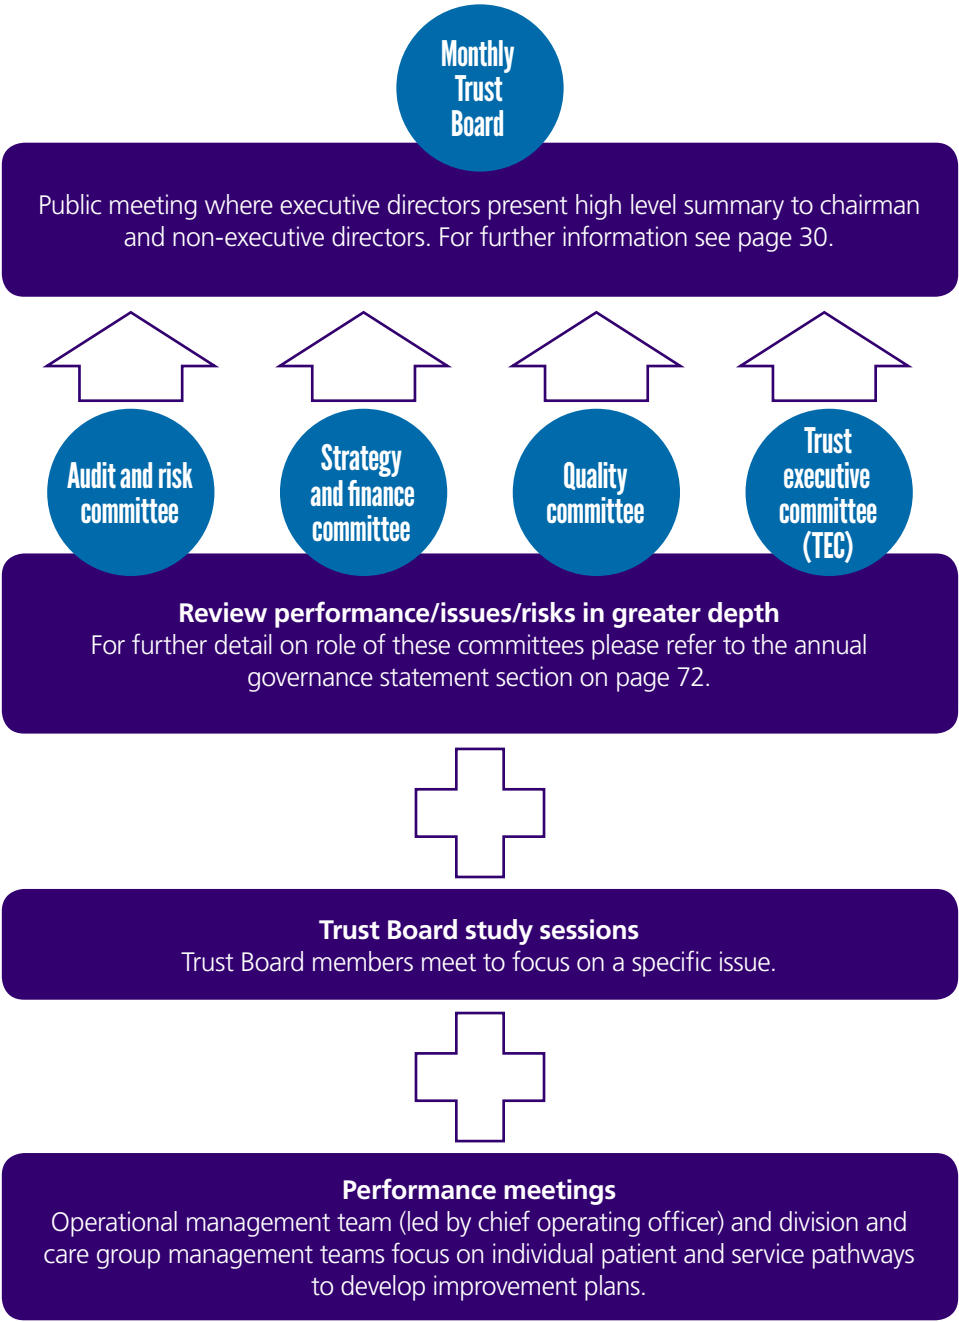 Monthly
Trust
Board
Public meeting where executive directors present high level summary to chairman
and non-executive directors. For further information see page 30.
Audit and risk
committee
Strategy
and finance
committee
Quality
committee
Trust
executive
committee
(TEC)
Review performance/issues/risks in greater depth
For further detail on role of these committees please refer to the annual
governance statement section on page 72.
Trust Board study sessions
Trust Board members meet to focus on a specific issue.
Performance meetings
Operational management team (led by chief operating officer) and division and
care group management teams focus on individual patient and service pathways
to develop improvement plans.